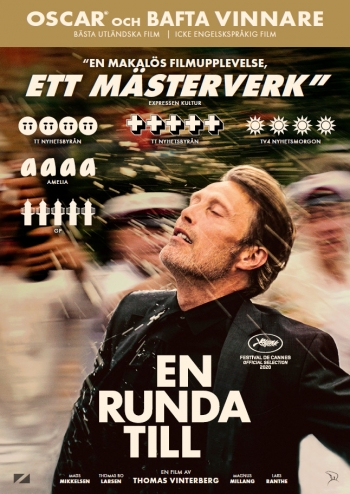 OSCAR® OCH BAFTA VINNARE
BÄSTA UTLÄNDSKA FILM | ICKE ENGELSKSPRÅKIG FILM
"EN MAKALÖS FILMUPPLEVELSE,
ETT MÄSTERVERK"
EXPRESSEN KULTUR
TT NYHETSBYRÅN
TT NYHETSBYRÅN
TV4 NYHETSMORGON
aaaa
AMELIA
GP
FESTIVAL DE CANNES
OFFICIAL SELECTION
2020
EN
RUNDA
TILL
MADS
MIKKELSEN
THOMAS BO
LARSEN
EN FILM AV
THOMAS VINTERBERG
MAGNUS
MILLANG
LARS
RANTHE